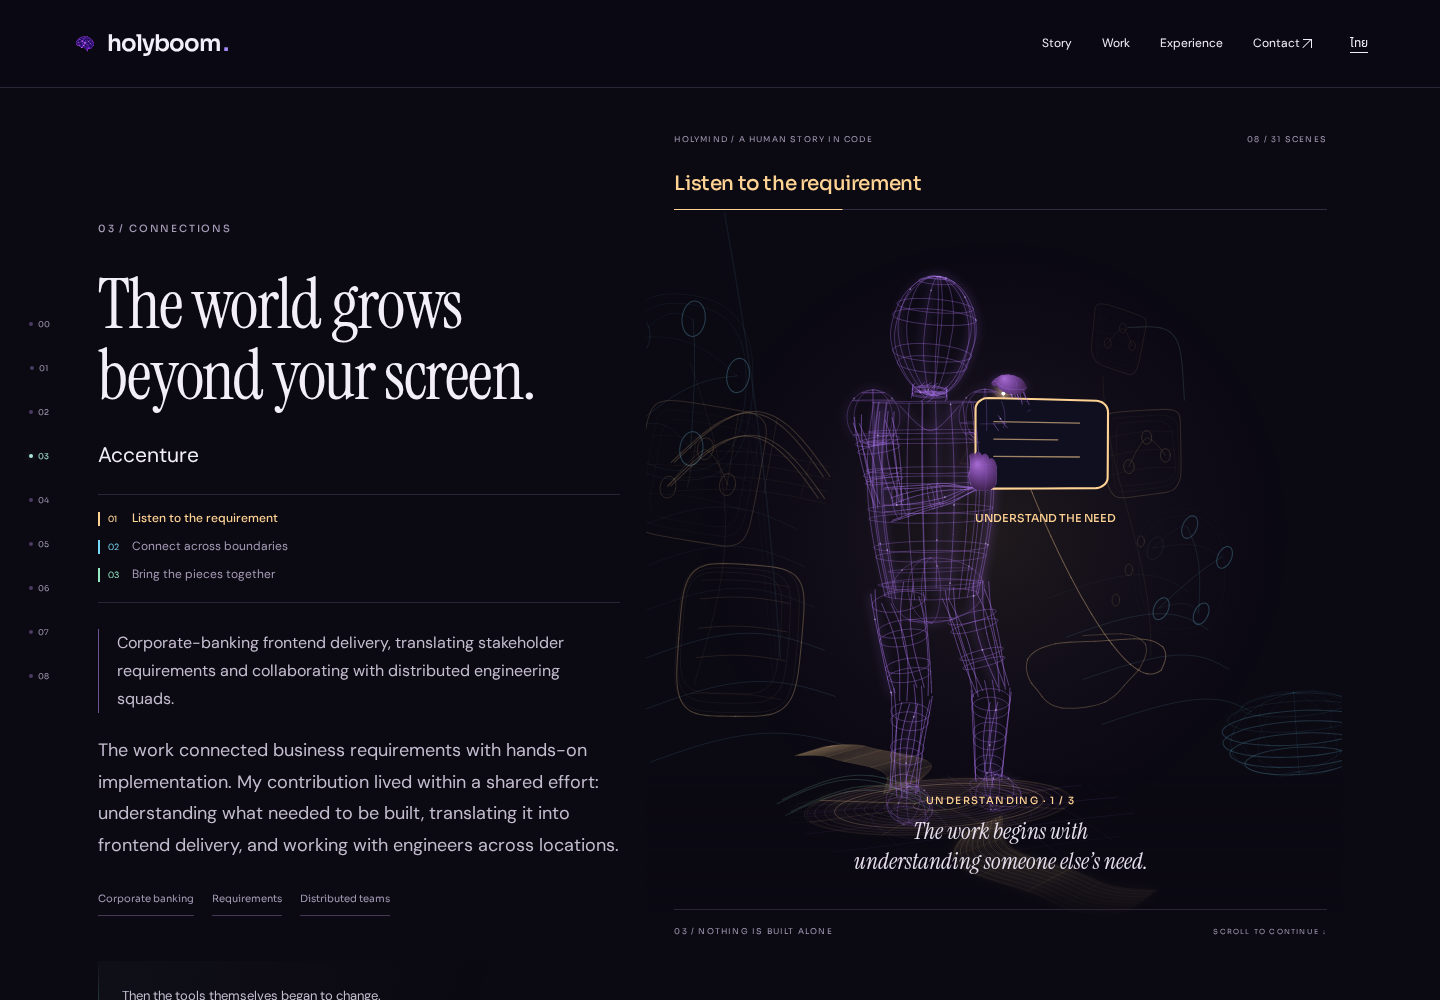 holyboom.
Story
Work
Experience
Contact
ไทย
HOLYMIND / A HUMAN STORY IN CODE
08 / 31 SCENES
Listen to the requirement
03 / CONNECTIONS
The world grows
beyond your screen.
Accenture
01 Listen to the requirement
02 Connect across boundaries
03 Bring the pieces together
Corporate-banking frontend delivery, translating stakeholder
requirements and collaborating with distributed engineering
squads.
The work connected business requirements with hands-on
implementation. My contribution lived within a shared effort:
understanding what needed to be built, translating it into
frontend delivery, and working with engineers across locations.
Corporate banking
Requirements
Distributed teams
Then the tools themselves began to change.
00
01
02
03
04
05
06
07
08
UNDERSTAND THE NEED
UNDERSTANDING · 1 / 3
The work begins with
understanding someone else’s need.
03 / NOTHING IS BUILT ALONE
SCROLL TO CONTINUE ↓